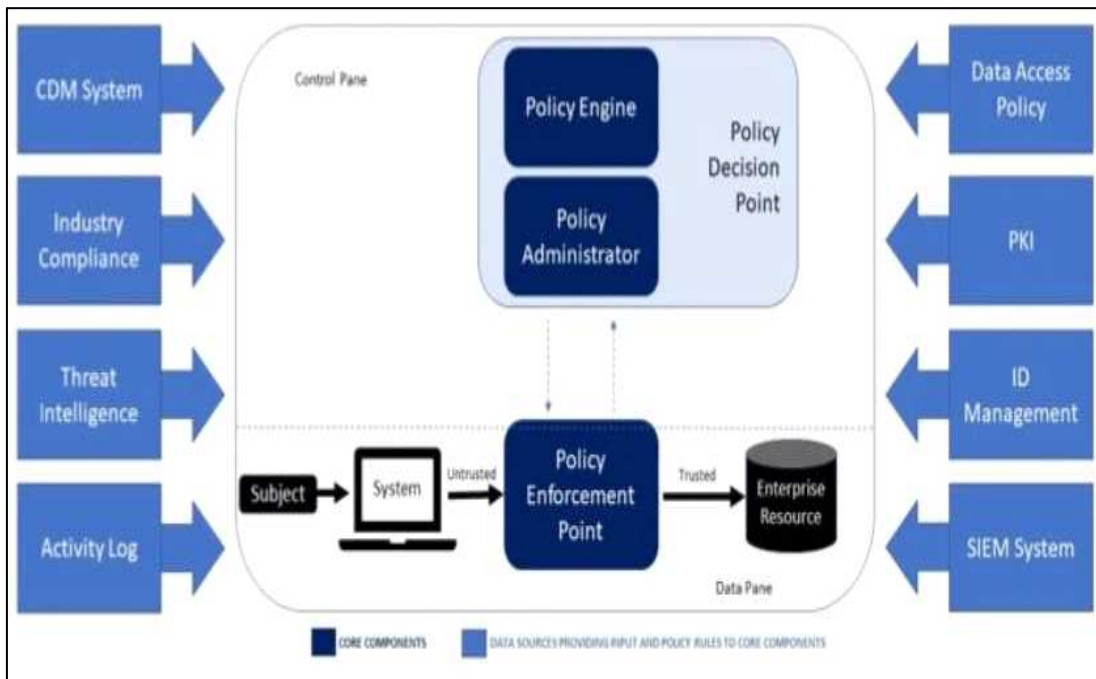 CDM System
Industry
Compliance
Threat
Intelligence
Activity Log
Control Pane
Policy Engine
Policy
Administrator
Policy
Decision
Point
Subject
System
Untrusted
Policy
Enforcement
Point
Trusted
Enterprise
Resource
Data Pane
Data Access
Policy
PKI
ID
Management
SIEM System
CORE COMPONENTS
DATA SOURCES PROVIDING INPUT AND POLICY RULES TO CORE COMPONENTS